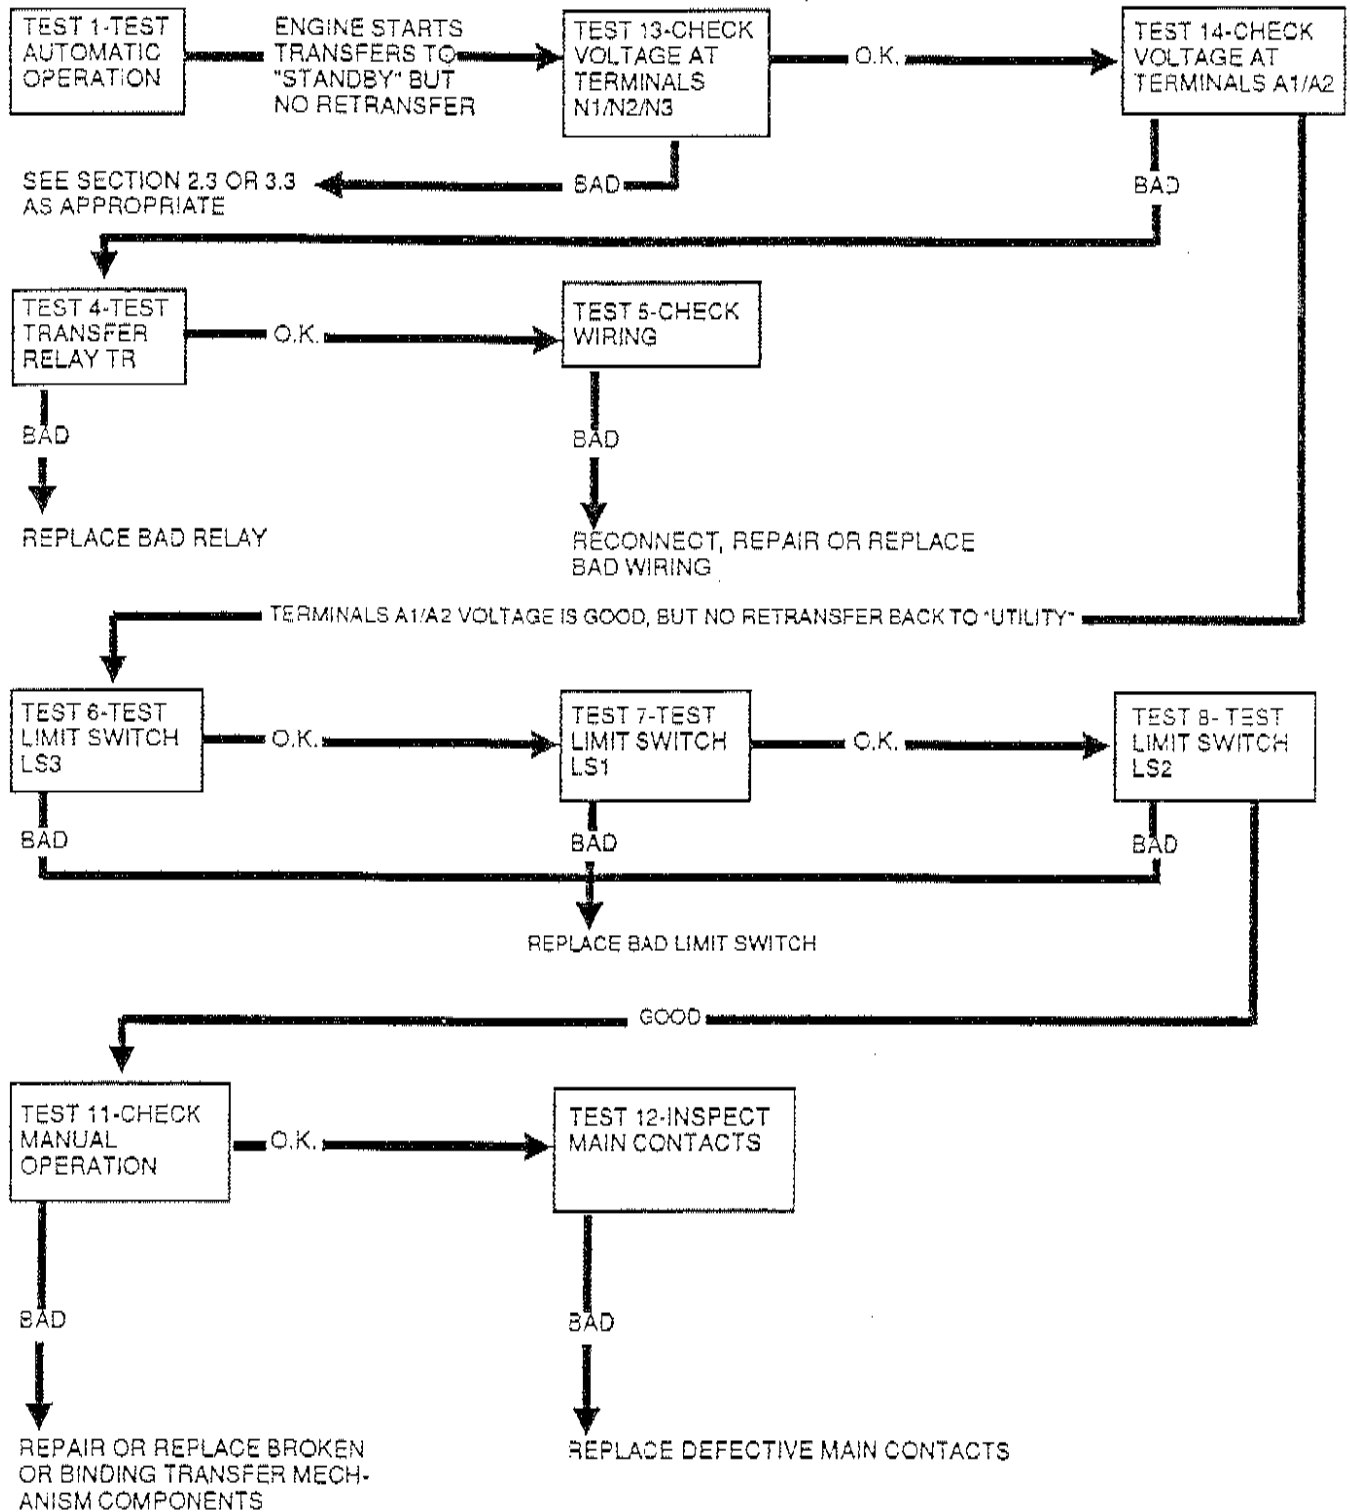 TEST 1-TEST
AUTOMATIC
OPERATION
ENGINE STARTS
TRANSFERS TO
"STANDBY" BUT
NO RETRANSFER
TEST 13-CHECK
VOLTAGE AT
TERMINALS
N1/N2/N3
O.K.
TEST 14-CHECK
VOLTAGE AT
TERMINALS A1/A2
SEE SECTION 2.3 OR 3.3
AS APPROPRIATE
BAD
BAD
TEST 4-TEST
TRANSFER
RELAY TR
O.K.
TEST 5-CHECK
WIRING
BAD
BAD
REPLACE BAD RELAY
RECONNECT, REPAIR OR REPLACE
BAD WIRING
TERMINALS A1/A2 VOLTAGE IS GOOD, BUT NO RETRANSFER BACK TO "UTILITY"
TEST 6-TEST
LIMIT SWITCH
LS3
O.K.
TEST 7-TEST
LIMIT SWITCH
LS1
O.K.
TEST 8- TEST
LIMIT SWITCH
LS2
BAD
BAD
BAD
REPLACE BAD LIMIT SWITCH
GOOD
TEST 11-CHECK
MANUAL
OPERATION
O.K.
TEST 12-INSPECT
MAIN CONTACTS
BAD
BAD
REPAIR OR REPLACE BROKEN
OR BINDING TRANSFER MECH-
ANISM COMPONENTS
REPLACE DEFECTIVE MAIN CONTACTS